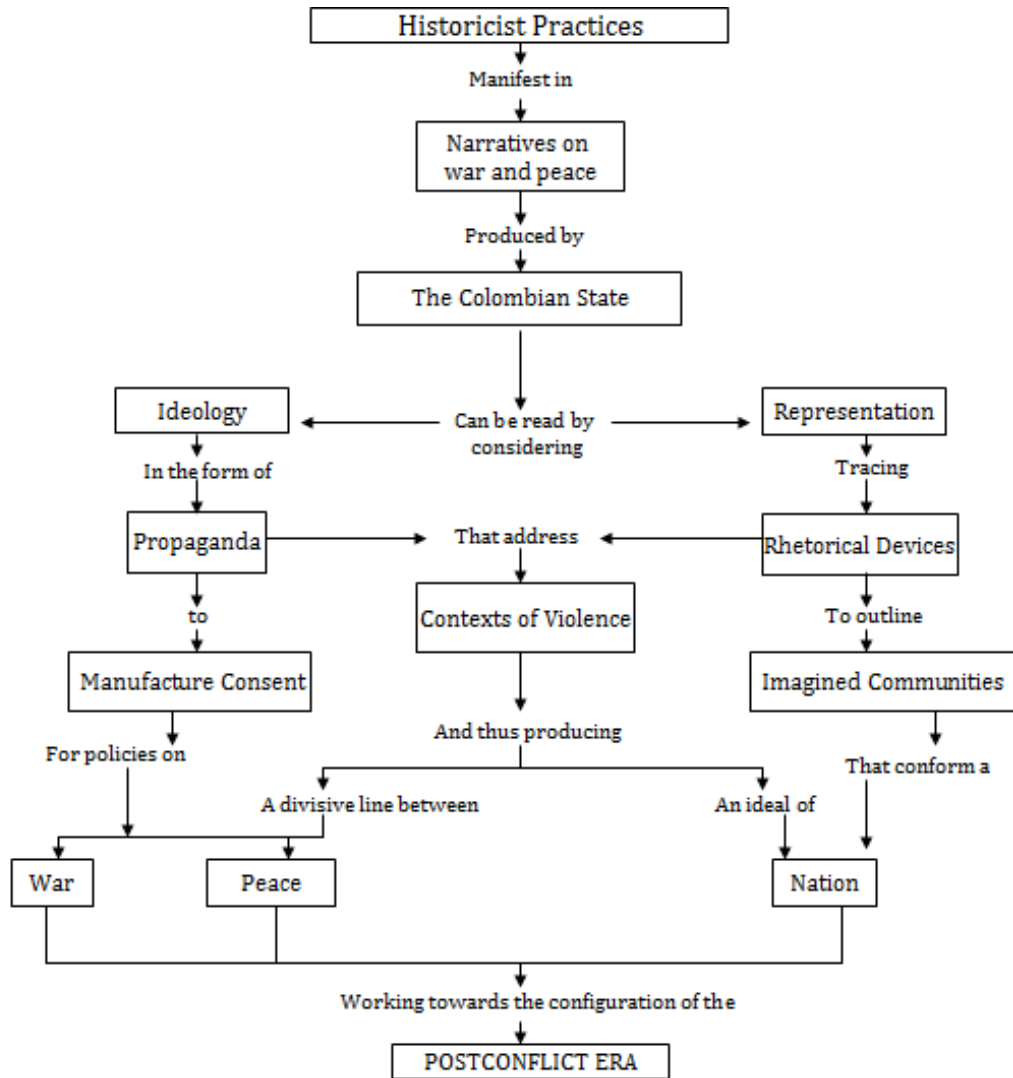 Historicist Practices
Manifest in
Narratives on
war and peace
Produced by
The Colombian State
Ideology
Can be read by
considering
Representation
In the form of
Tracing
Propaganda
That address
Rhetorical Devices
to
Contexts of Violence
To outline
Manufacture Consent
Imagined Communities
For policies on
And thus producing
That conform a
A divisive line between
An ideal of
War
Peace
Nation
Working towards the configuration of the
POSTCONFLICT ERA